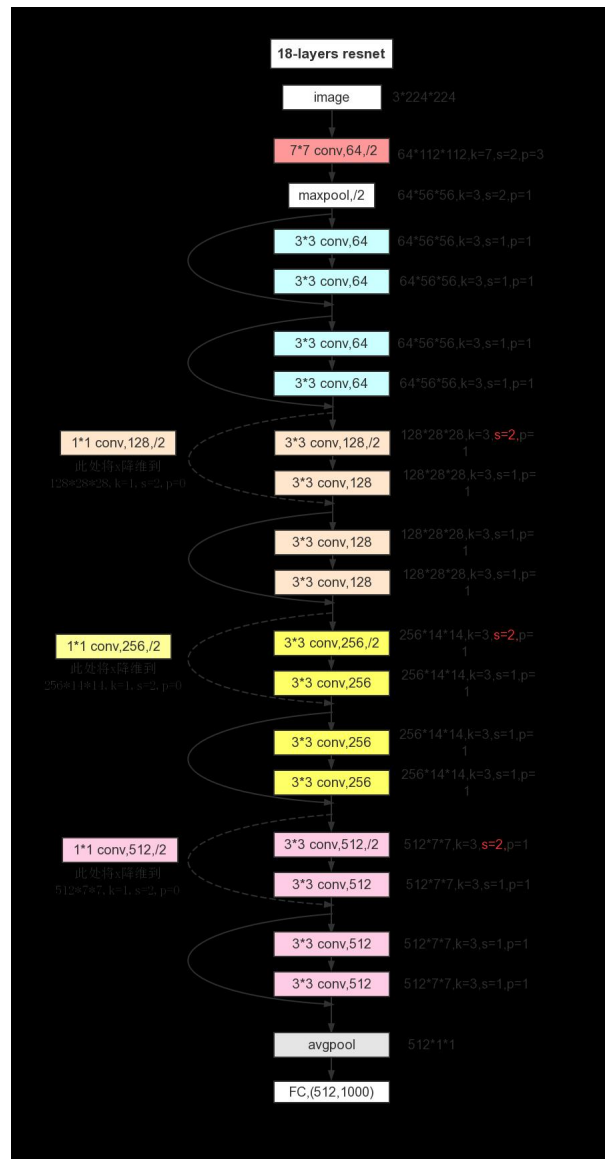 18-layers resnet
image
3*224*224
7*7 conv,64,/2
64*112*112,k=7,s=2,p=3
maxpool,/2
64*56*56,k=3,s=2,p=1
3*3 conv,64
64*56*56,k=3,s=1,p=1
3*3 conv,64
64*56*56,k=3,s=1,p=1
3*3 conv,64
64*56*56,k=3,s=1,p=1
3*3 conv,64
64*56*56,k=3,s=1,p=1
1*1 conv,128,/2
此处将x降维到
128*28*28,k=1,s=2,p=0
3*3 conv,128,/2
128*28*28,k=3,s=2,p=
1
3*3 conv,128
128*28*28,k=3,s=1,p=
1
3*3 conv,128
128*28*28,k=3,s=1,p=
1
3*3 conv,128
128*28*28,k=3,s=1,p=
1
1*1 conv,256,/2
此处将x降维到
256*14*14,k=1,s=2,p=0
3*3 conv,256,/2
256*14*14,k=3,s=2,p=
1
3*3 conv,256
256*14*14,k=3,s=1,p=
1
3*3 conv,256
256*14*14,k=3,s=1,p=
1
3*3 conv,256
256*14*14,k=3,s=1,p=
1
1*1 conv,512,/2
此处将x降维到
512*7*7,k=1,s=2,p=0
3*3 conv,512,/2
512*7*7,k=3,s=2,p=1
3*3 conv,512
512*7*7,k=3,s=1,p=1
3*3 conv,512
512*7*7,k=3,s=1,p=1
3*3 conv,512
512*7*7,k=3,s=1,p=1
avgpool
512*1*1
FC,(512,1000)